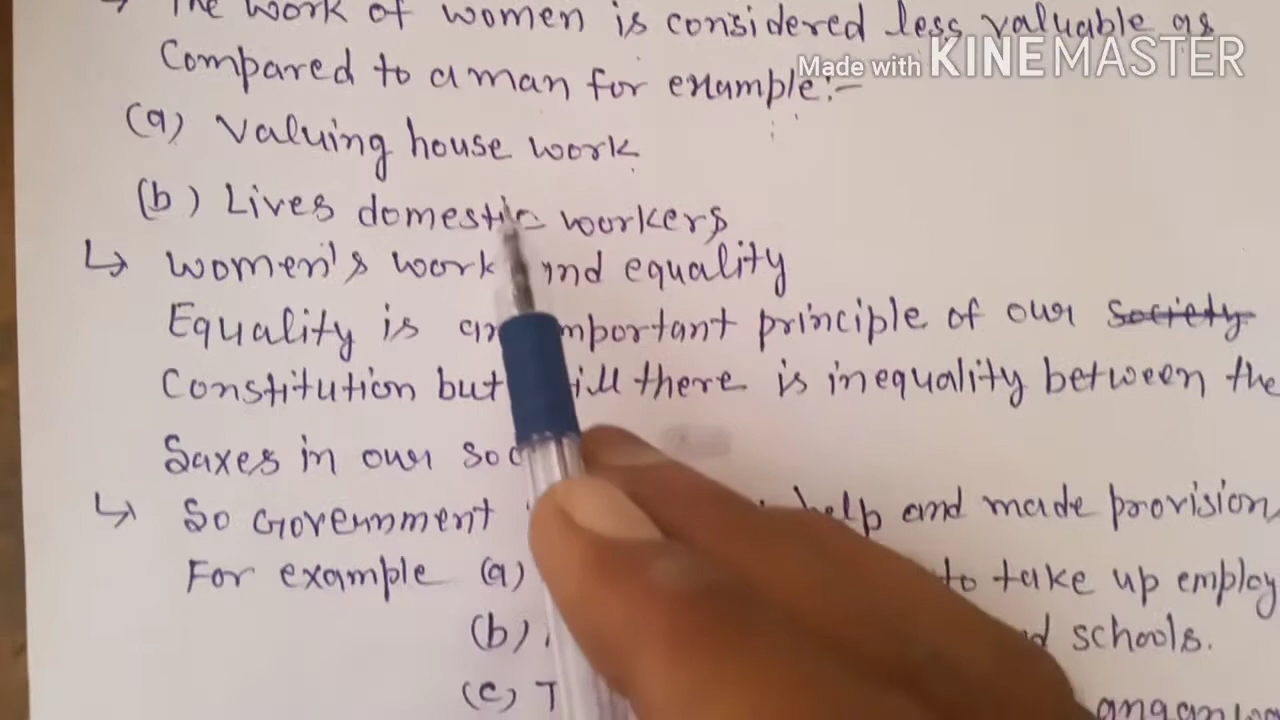 The work of women is considered less valuable as
Made with KINEMASTER
Compared to a man for example:-
(a) Valuing house work
(b) Lives domestic workers
↳ Women's work and equality
Equality is an important principle of our society
Constitution but still there is inequality between the
Saxes in our
↳ So Government help and made provision
For example (a) to take up employ
(b) schools.
(c)